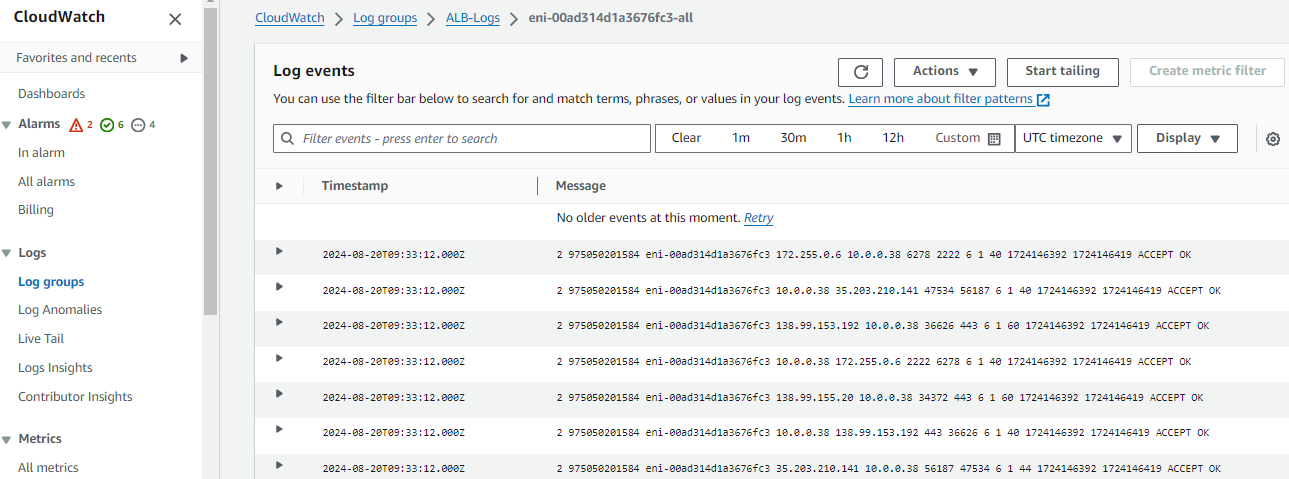 CloudWatch
Favorites and recents
Dashboards
Alarms 2 6 4
In alarm
All alarms
Billing
Logs
Log groups
Log Anomalies
Live Tail
Logs Insights
Contributor Insights
Metrics
All metrics
CloudWatch > Log groups > ALB-Logs > eni-00ad314d1a3676fc3-all
Log events
Actions
Start tailing
Create metric filter
You can use the filter bar below to search for and match terms, phrases, or values in your log events. Learn more about filter patterns
Filter events - press enter to search
Clear 1m 30m 1h 12h Custom UTC timezone Display
Timestamp Message
No older events at this moment. Retry
2024-08-20T09:33:12.000Z 2 975050201584 eni-00ad314d1a3676fc3 172.255.0.6 10.0.0.38 6278 2222 6 1 40 1724146392 1724146419 ACCEPT OK
2024-08-20T09:33:12.000Z 2 975050201584 eni-00ad314d1a3676fc3 10.0.0.38 35.203.210.141 47534 56187 6 1 40 1724146392 1724146419 ACCEPT OK
2024-08-20T09:33:12.000Z 2 975050201584 eni-00ad314d1a3676fc3 138.99.153.192 10.0.0.38 36626 443 6 1 60 1724146392 1724146419 ACCEPT OK
2024-08-20T09:33:12.000Z 2 975050201584 eni-00ad314d1a3676fc3 10.0.0.38 172.255.0.6 2222 6278 6 1 40 1724146392 1724146419 ACCEPT OK
2024-08-20T09:33:12.000Z 2 975050201584 eni-00ad314d1a3676fc3 138.99.155.20 10.0.0.38 34372 443 6 1 60 1724146392 1724146419 ACCEPT OK
2024-08-20T09:33:12.000Z 2 975050201584 eni-00ad314d1a3676fc3 10.0.0.38 138.99.153.192 443 36626 6 1 40 1724146392 1724146419 ACCEPT OK
2024-08-20T09:33:12.000Z 2 975050201584 eni-00ad314d1a3676fc3 35.203.210.141 10.0.0.38 56187 47534 6 1 44 1724146392 1724146419 ACCEPT OK